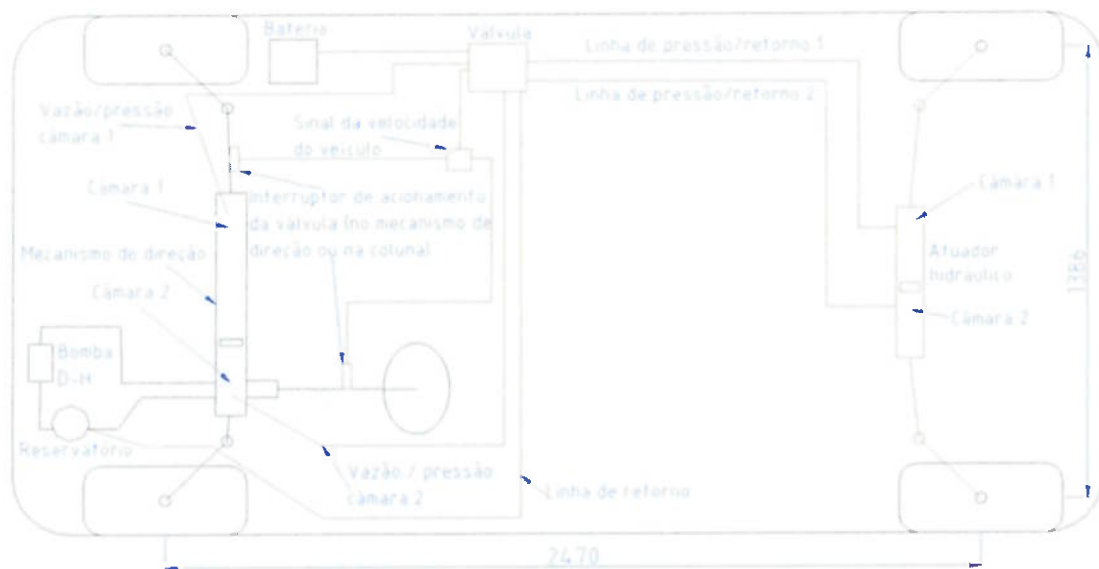 Bateria
Válvula
Linha de pressão/retorno 1
Linha de pressão/retorno 2
Vazão/pressão
câmara 1
Sinal da velocidade
do veículo
Câmara 1
Interruptor de acionamento
da válvula (no mecanismo de
direção ou na coluna)
Câmara 1
Mecanismo de direção
Atuador
hidráulico
1386
Câmara 2
Câmara 2
Bomba
D-H
Reservatório
Vazão / pressão
câmara 2
Linha de retorno
2470